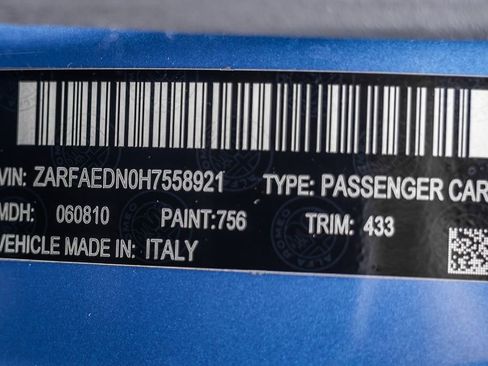 VIN: ZARFAEDN0H7558921 TYPE: PASSENGER CAR
MDH: 060810 PAINT:756 TRIM: 433
VEHICLE MADE IN: ITALY